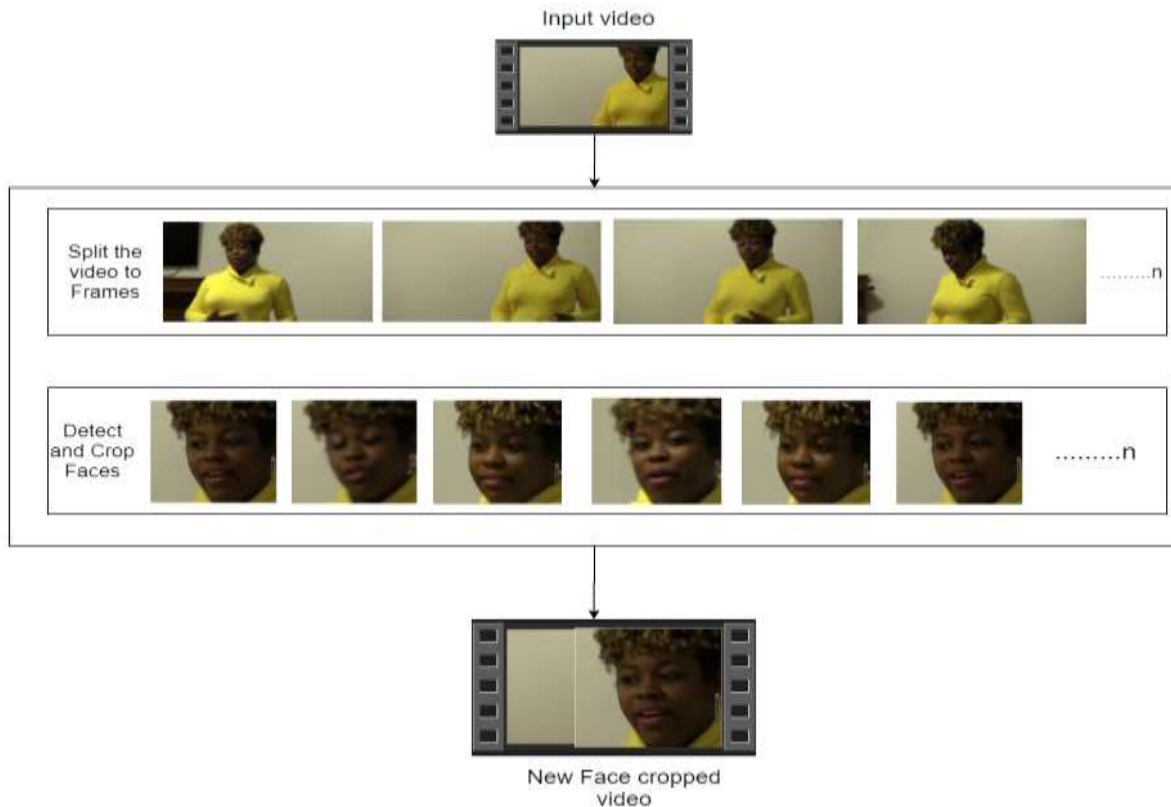 Input video
Split the
video to
Frames
.........n
Detect
and Crop
Faces
.........n
New Face cropped
video